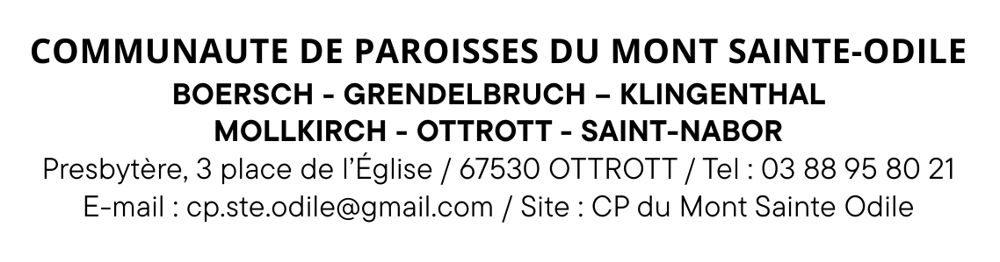 COMMUNAUTE DE PAROISSES DU MONT SAINTE-ODILE
BOERSCH - GRENDELBRUCH – KLINGENTHAL
MOLLKIRCH - OTTROTT - SAINT-NABOR
Presbytère, 3 place de l’Église / 67530 OTTROTT / Tel : 03 88 95 80 21
E-mail : cp.ste.odile@gmail.com / Site : CP du Mont Sainte Odile